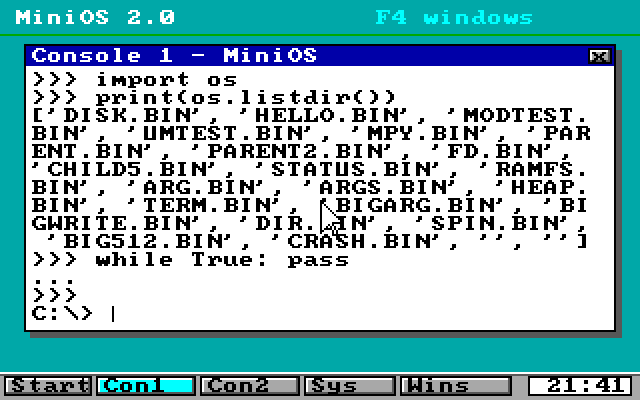 MiniOS 2.0 F4 windows
Console 1 - MiniOS
>>> import os
>>> print(os.listdir())
['DISK.BIN', 'HELLO.BIN', 'MODTEST.
BIN', 'UMTEST.BIN', 'MPY.BIN', 'PAR
ENT.BIN', 'PARENT2.BIN', 'FD.BIN',
'CHILD5.BIN', 'STATUS.BIN', 'RAMFS.
BIN', 'ARG.BIN', 'ARGS.BIN', 'HEAP.
BIN', 'TERM.BIN', 'BIGARG.BIN', 'BI
GWRITE.BIN', 'DIR.BIN', 'SPIN.BIN',
'BIG512.BIN', 'CRASH.BIN', '', '']
>>> while True: pass
...
>>>
C:\>
Start Con1 Con2 Sys Wins 21:41